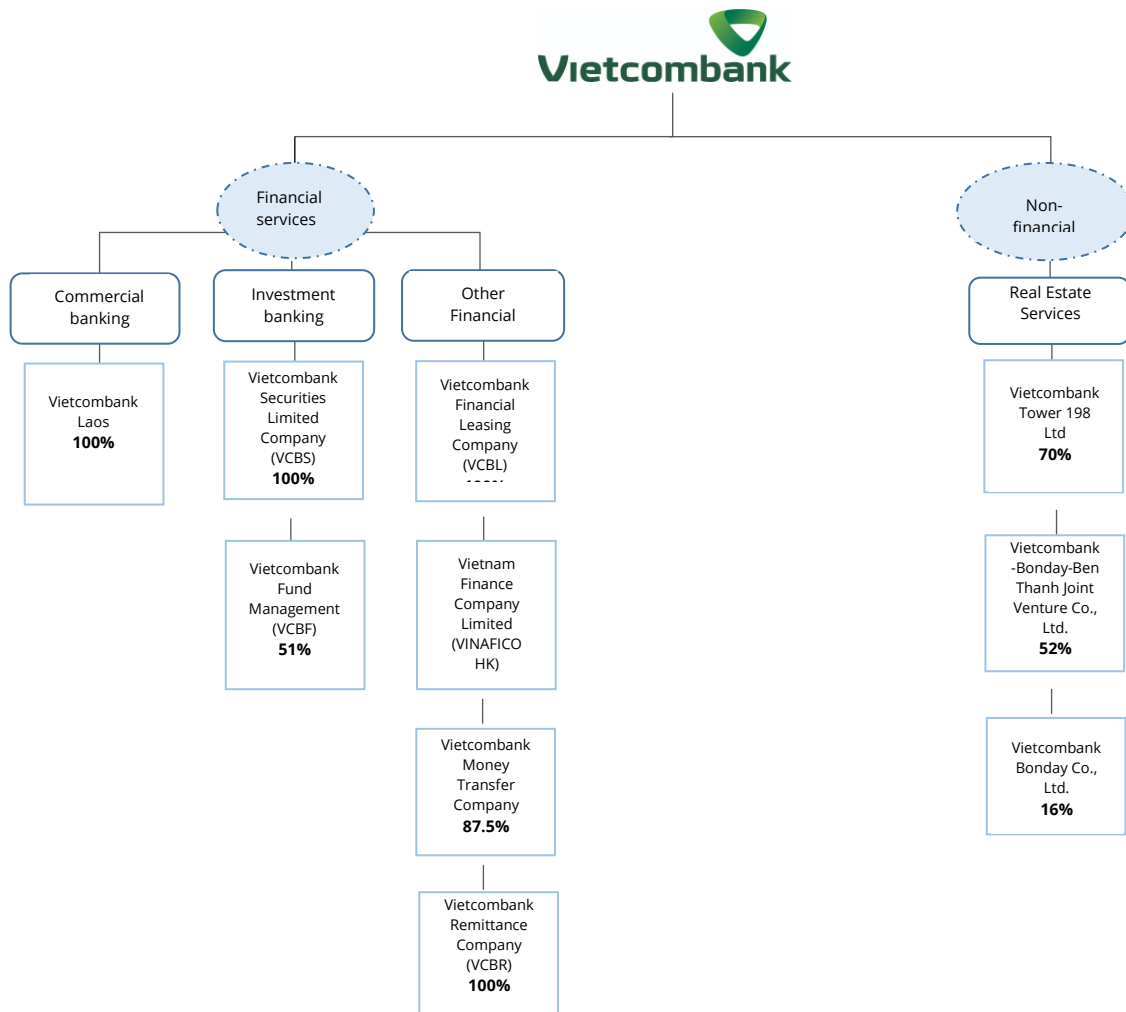 Vietcombank
Financial
services
Non-
financial
Commercial
banking
Investment
banking
Other
Financial
Real Estate
Services
Vietcombank
Laos
100%
Vietcombank
Securities
Limited
Company
(VCBS)
100%
Vietcombank
Financial
Leasing
Company
(VCBL)
Vietcombank
Tower 198
Ltd
70%
Vietcombank
Fund
Management
(VCBF)
51%
Vietnam
Finance
Company
Limited
(VINAFICO
HK)
Vietcombank
-Bonday-Ben
Thanh Joint
Venture Co.,
Ltd.
52%
Vietcombank
Money
Transfer
Company
87.5%
Vietcombank
Bonday Co.,
Ltd.
16%
Vietcombank
Remittance
Company
(VCBR)
100%